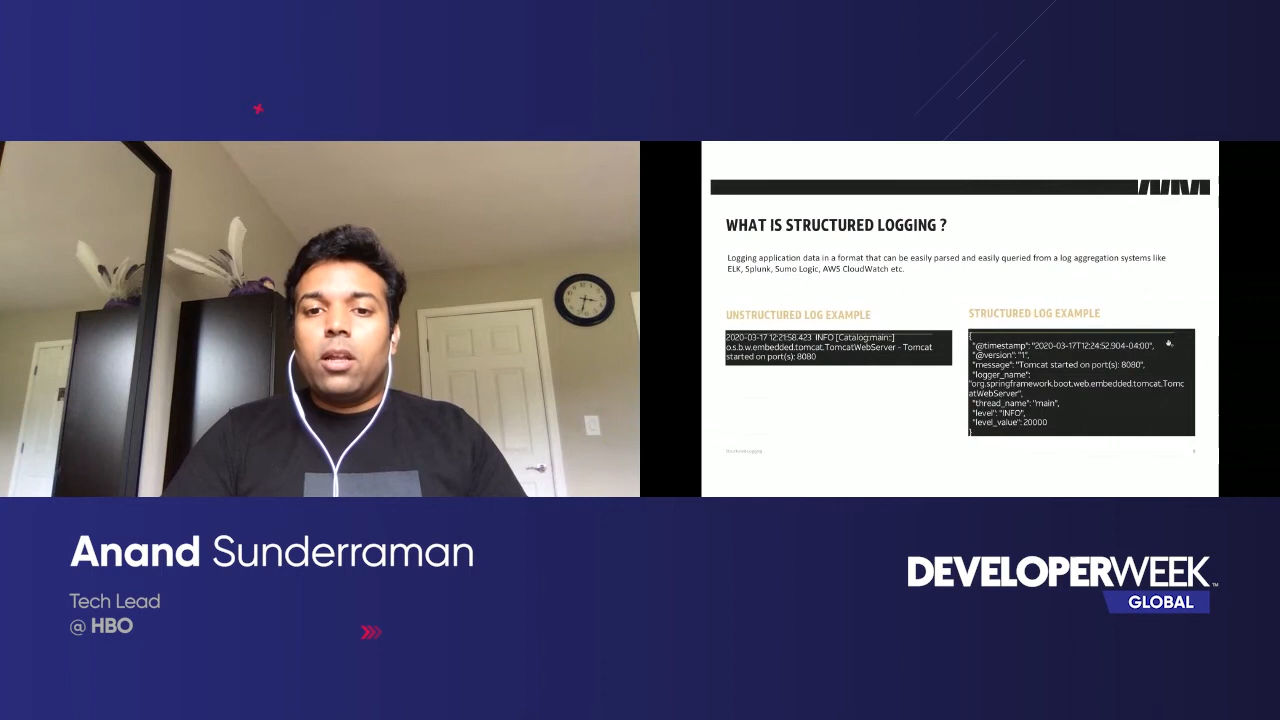 WHAT IS STRUCTURED LOGGING ?
Logging application data in a format that can be easily parsed and easily queried from a log aggregation systems like
ELK, Splunk, Sumo Logic, AWS CloudWatch etc.
UNSTRUCTURED LOG EXAMPLE
2020-03-17 12:21:58.423 INFO [Catalog:main::]
o.s.b.w.embedded.tomcat.TomcatWebServer - Tomcat
started on port(s): 8080
STRUCTURED LOG EXAMPLE
{
"@timestamp": "2020-03-17T12:24:52.904-04:00",
"@version": "1",
"message": "Tomcat started on port(s): 8080",
"logger_name":
"org.springframework.boot.web.embedded.tomcat.Tomc
atWebServer",
"thread_name": "main",
"level": "INFO",
"level_value": 20000
}
Structured Logging
Anand Sunderraman
Tech Lead
@ HBO
DEVELOPERWEEK™
GLOBAL